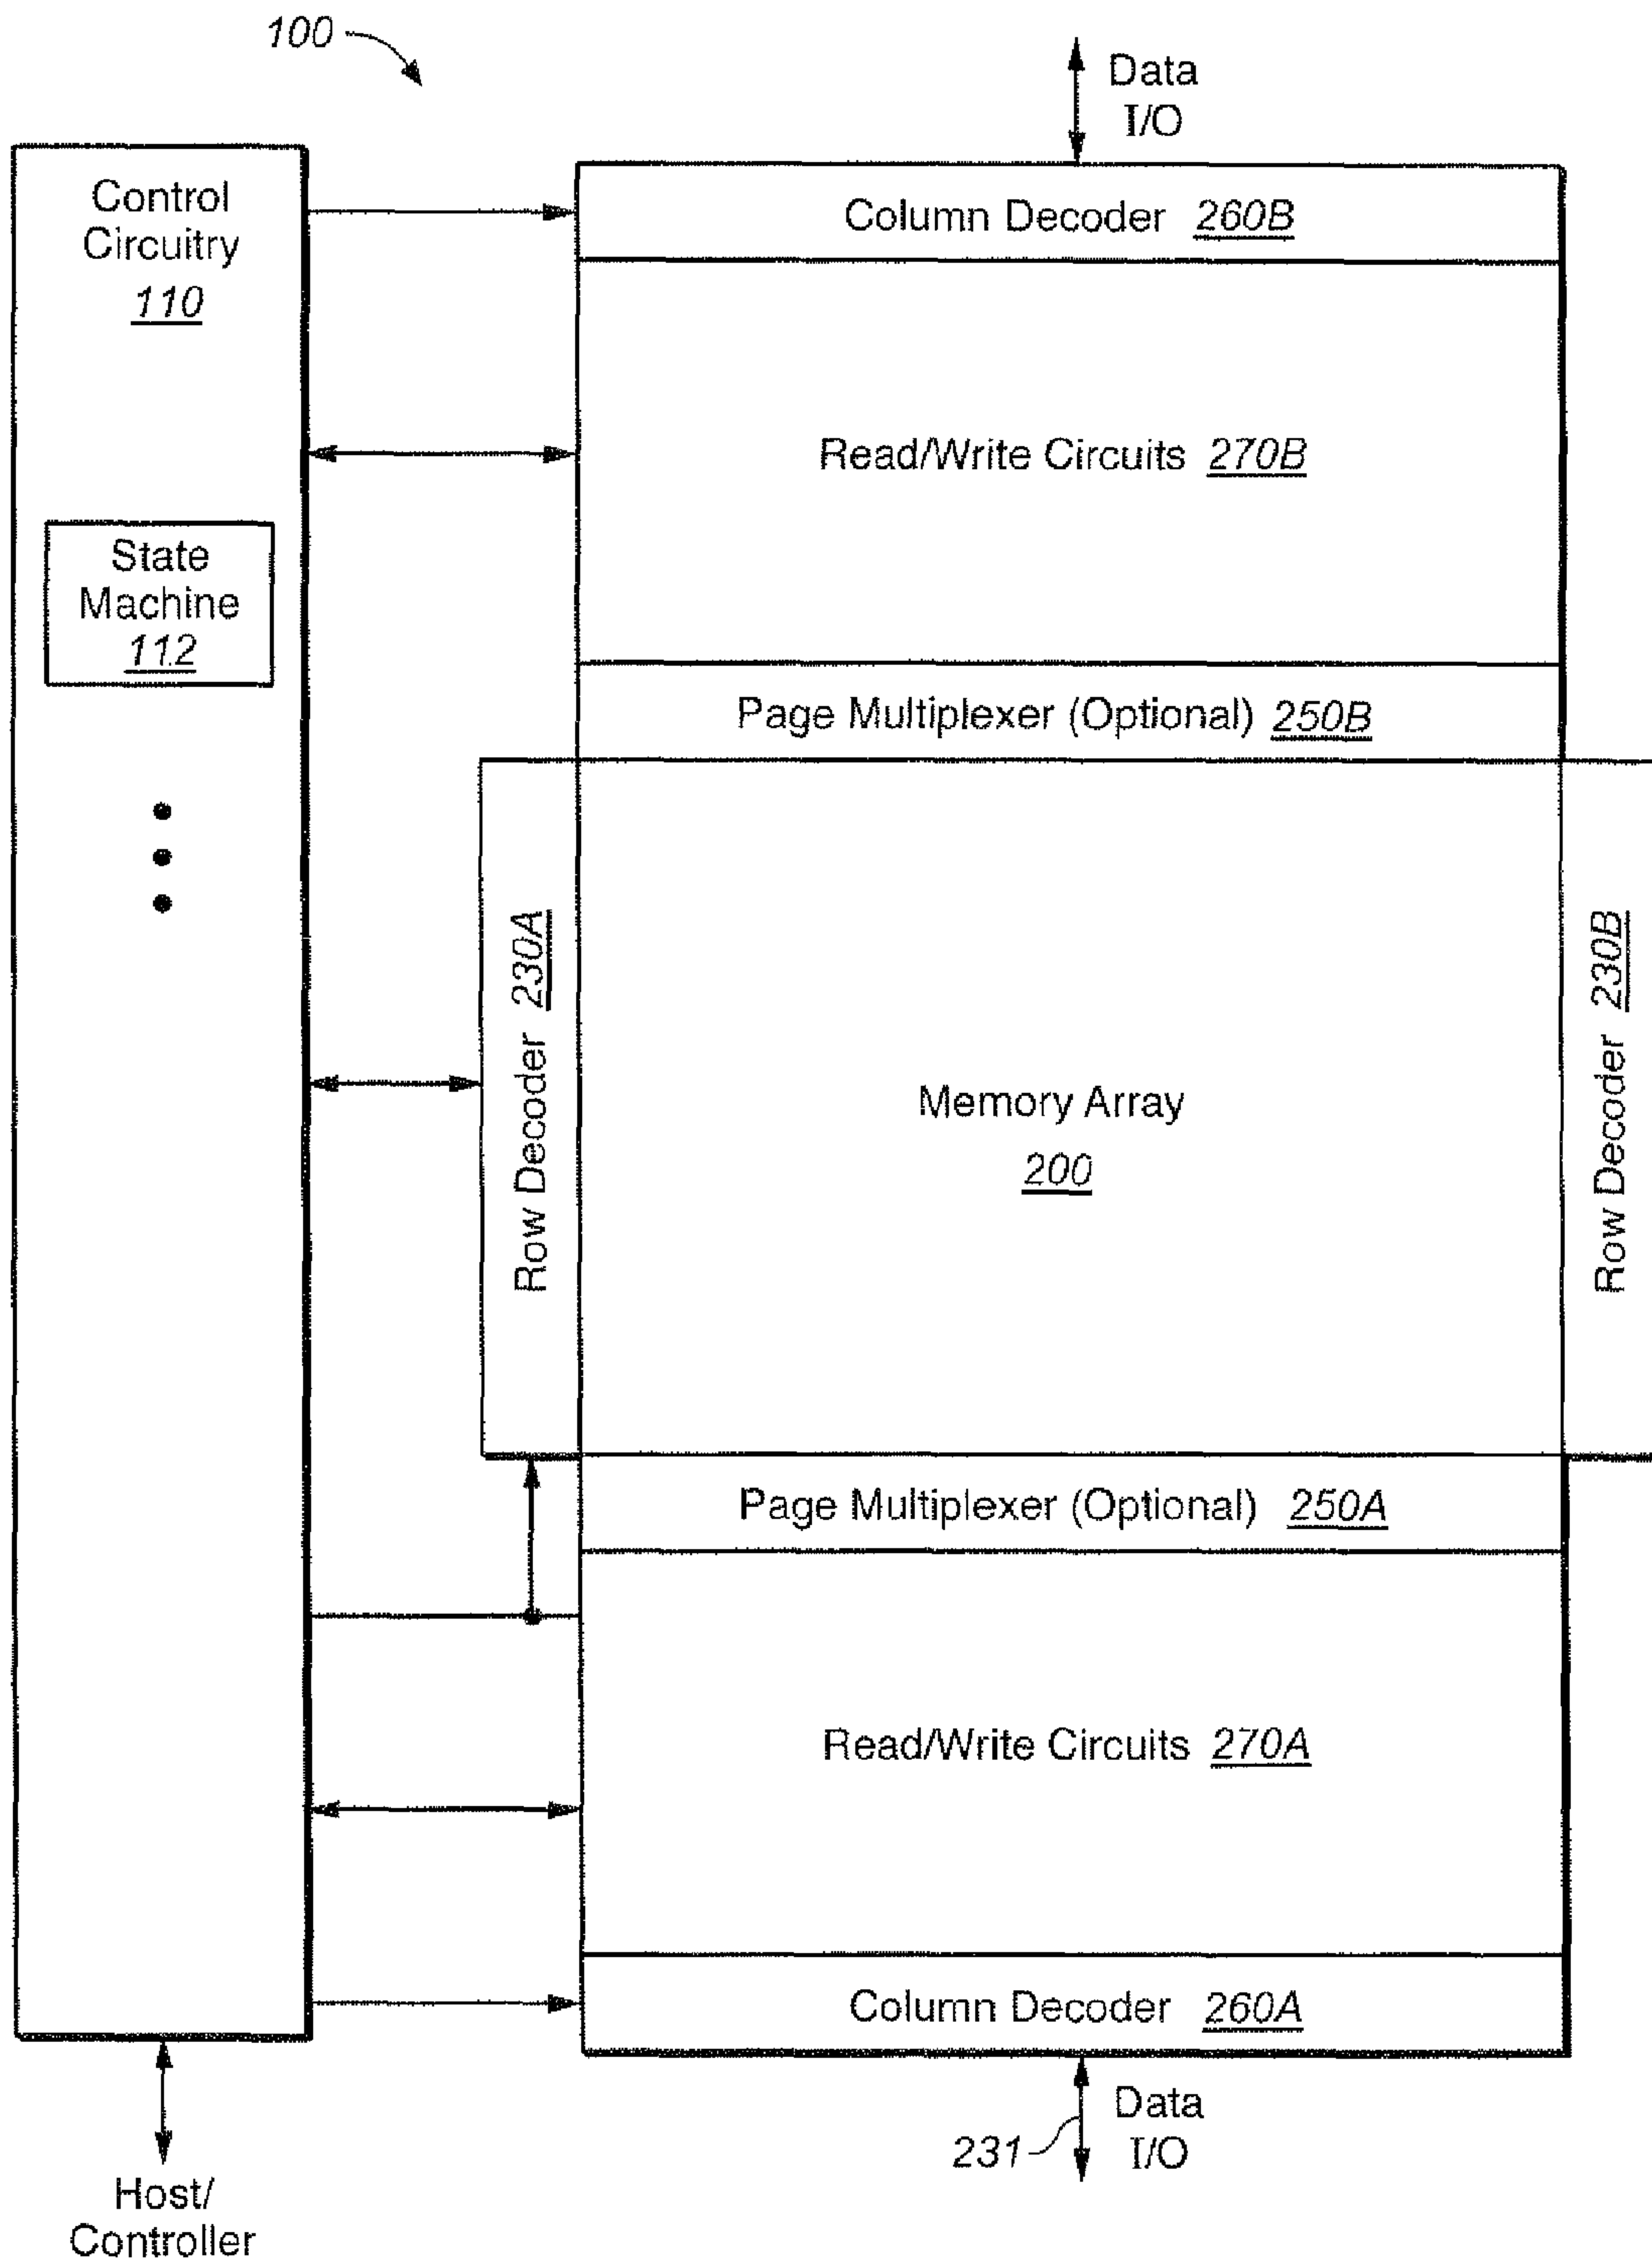 100
Data
I/O
Control
Circuitry
110
Column Decoder 260B
Read/Write Circuits 270B
State
Machine
112
Page Multiplexer (Optional) 250B
Row Decoder 230A
Memory Array
200
Row Decoder 230B
Page Multiplexer (Optional) 250A
Read/Write Circuits 270A
Column Decoder 260A
231
Data
I/O
Host/
Controller